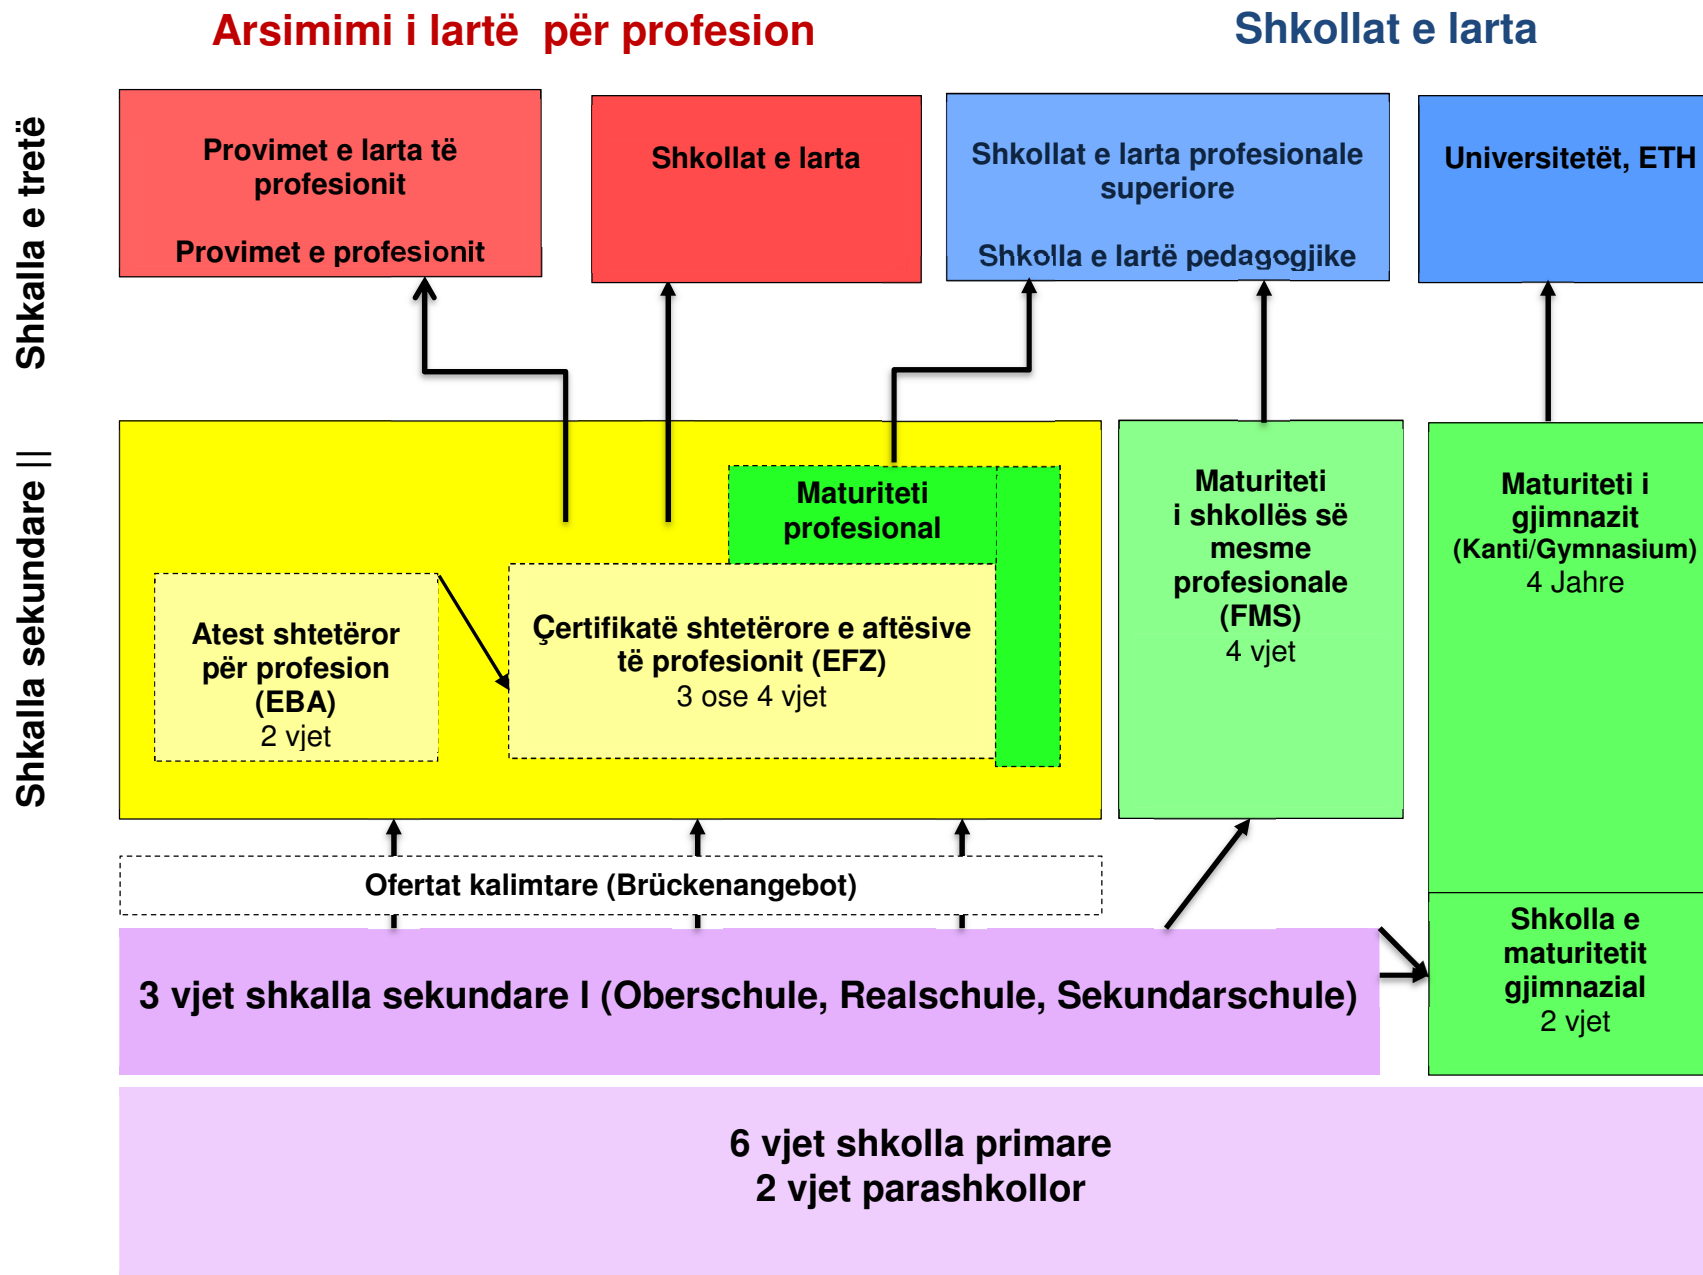 Arsimimi i lartë për profesion
Shkollat e larta
Shkalla e tretë
Provimet e larta të
profesionit
Provimet e profesionit
Shkollat e larta
Shkollat e larta profesionale
superiore
Shkolla e lartë pedagogjike
Universitetët, ETH
Shkalla sekundare ||
Maturiteti
profesional
Atest shtetëror
për profesion
(EBA)
2 vjet
Çertifikatë shtetërore e aftësive
të profesionit (EFZ)
3 ose 4 vjet
Maturiteti
i shkollës së
mesme
profesionale
(FMS)
4 vjet
Maturiteti i
gjimnazit
(Kanti/Gymnasium)
4 Jahre
Ofertat kalimtare (Brückenangebot)
3 vjet shkalla sekundare I (Oberschule, Realschule, Sekundarschule)
Shkolla e
maturitetit
gjimnazial
2 vjet
6 vjet shkolla primare
2 vjet parashkollor